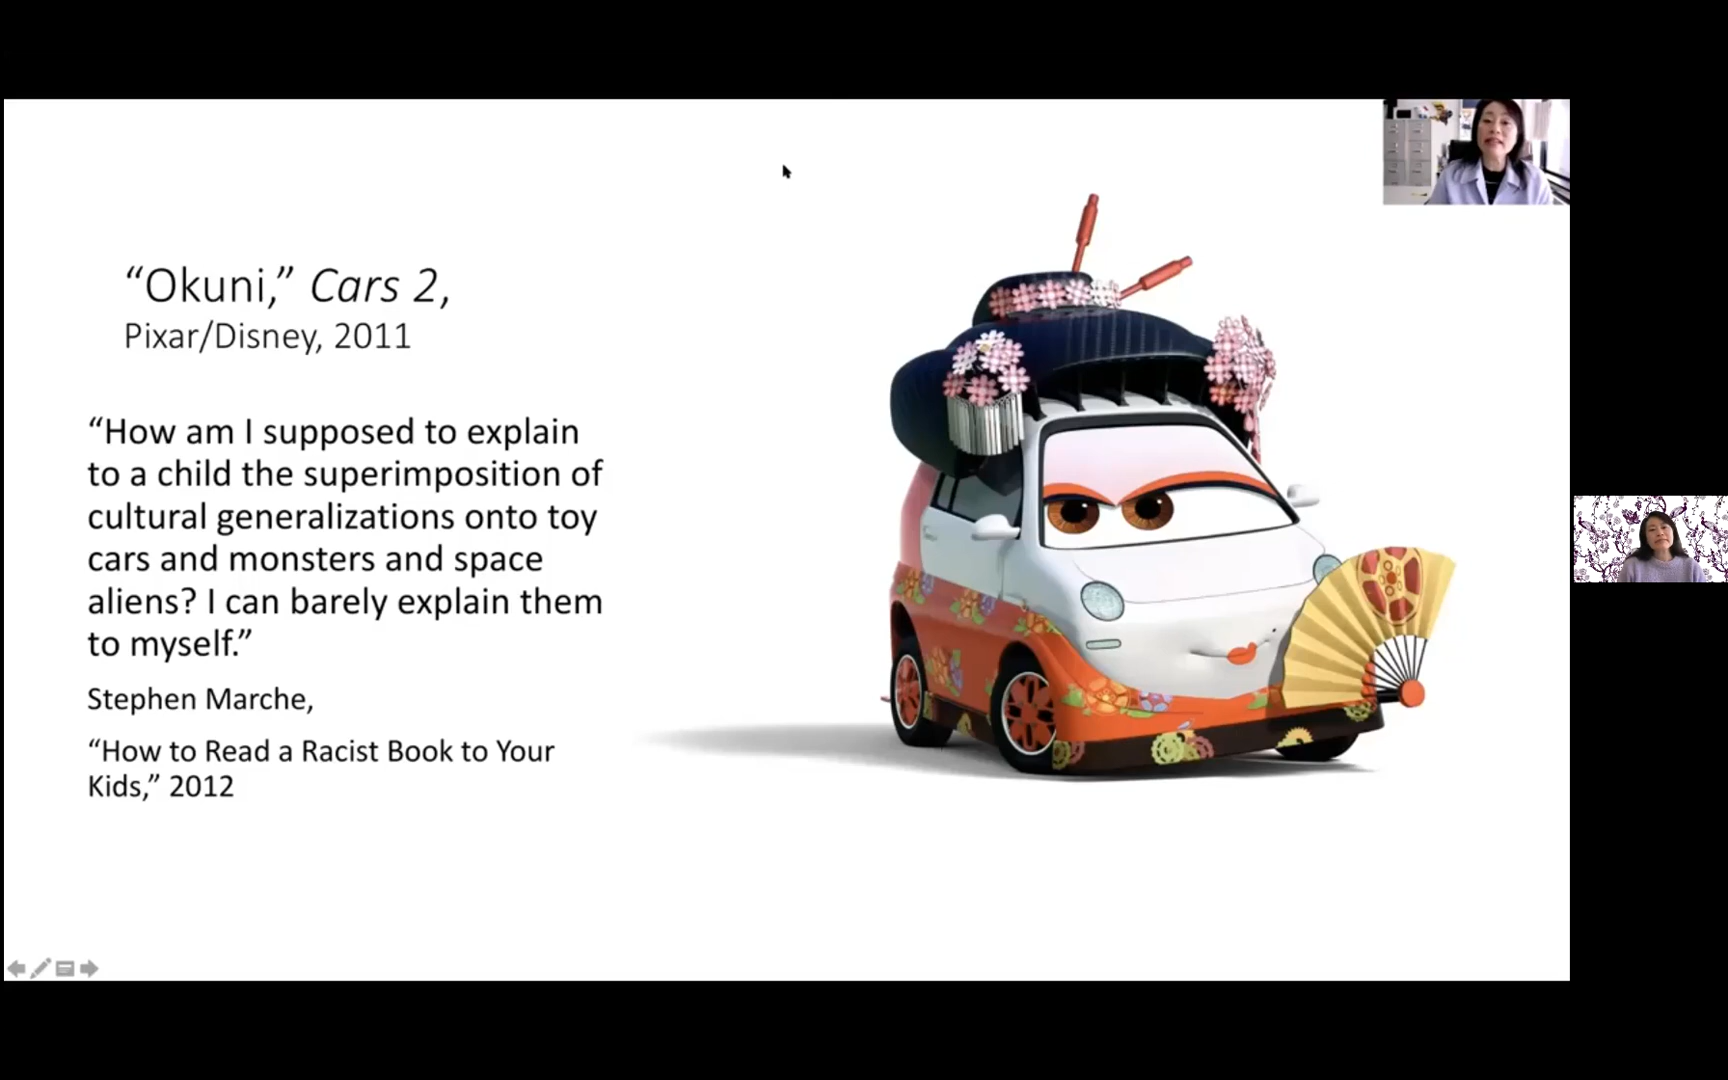 “Okuni,” Cars 2,
Pixar/Disney, 2011
“How am I supposed to explain
to a child the superimposition of
cultural generalizations onto toy
cars and monsters and space
aliens? I can barely explain them
to myself.”
Stephen Marche,
“How to Read a Racist Book to Your
Kids,” 2012